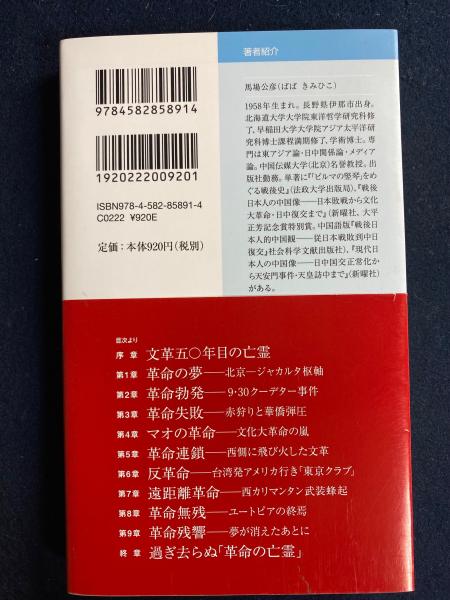 9784582858914
1920222009201
ISBN978-4-582-85891-4
C0222 ¥920E
定価：本体920円（税別）
著者紹介
馬場公彦（ばば きみひこ）
1958年生まれ。長野県伊那市出身。
北海道大学大学院東洋哲学研究科修
了、早稲田大学大学院アジア太平洋研
究科博士課程満期修了、学術博士。専
門は東アジア論・日中関係論・メディア
論。中国伝媒大学（北京）名誉教授。出
版社勤務。単著に『『ビルマの竪琴』をめ
ぐる戦後史』（法政大学出版局）、『戦後
日本人の中国像――日本敗戦から文化
大革命・日中復交まで』（新曜社、大平
正芳記念賞特別賞。中国語版『戦後日
本人的中国観――従日本戦敗到中日
復交』社会科学文献出版社）、『現代日
本人の中国像――日中国交正常化か
ら天安門事件・天皇訪中まで』（新曜社）
がある。
目次より
序 章 文革五〇年目の亡霊
第1章 革命の夢――北京―ジャカルタ枢軸
第2章 革命勃発――9・30クーデター事件
第3章 革命失敗――赤狩りと華僑弾圧
第4章 マオの革命――文化大革命の嵐
第5章 革命連鎖――西側に飛び火した文革
第6章 反革命――台湾発アメリカ行き「東京クラブ」
第7章 遠距離革命――西カリマンタン武装蜂起
第8章 革命無残――ユートピアの終焉
第9章 革命残響――夢が消えたあとに
終 章 過ぎ去らぬ「革命の亡霊」